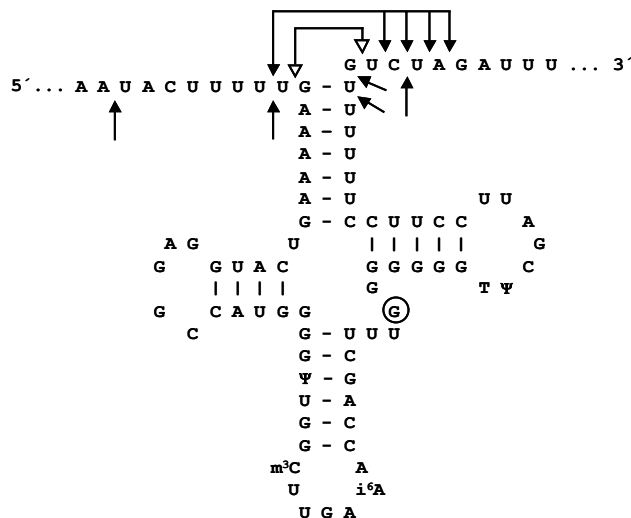 G U C U A G A U U U ... 3´
5´... A A U A C U U U U U G – U
A – U
A – U
A – U
A – U
A – U U U
G – C C U U C C A
A G U G
G G U A C G G G G G C
G T Ψ
G C C A U G G G
C G – U U U U
G – C
Ψ – G
U – A
G – C
G – C
m³C A
U i⁶A
U G A